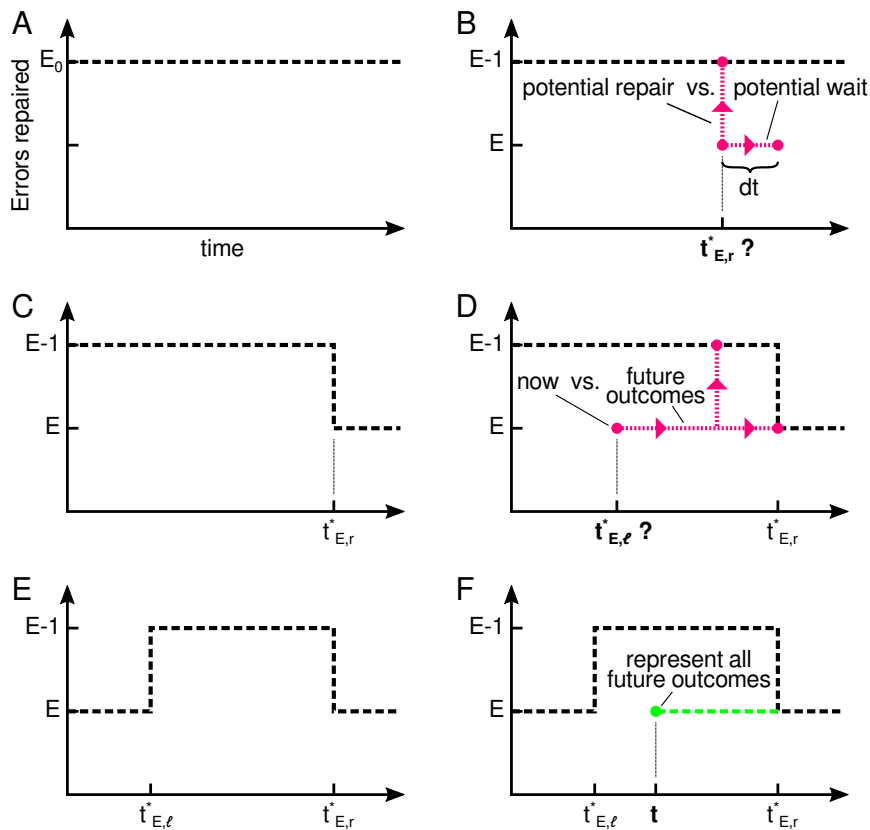 A
Errors repaired
E₀
time
B
E-1
potential repair vs. potential wait
E
dt
t*E,r ?
C
E-1
E
t*E,r
D
E-1
now vs. future
outcomes
E
t*E,ℓ ?
t*E,r
E
E-1
E
t*E,ℓ
t*E,r
F
E-1
represent all
future outcomes
E
t*E,ℓ
t
t*E,r